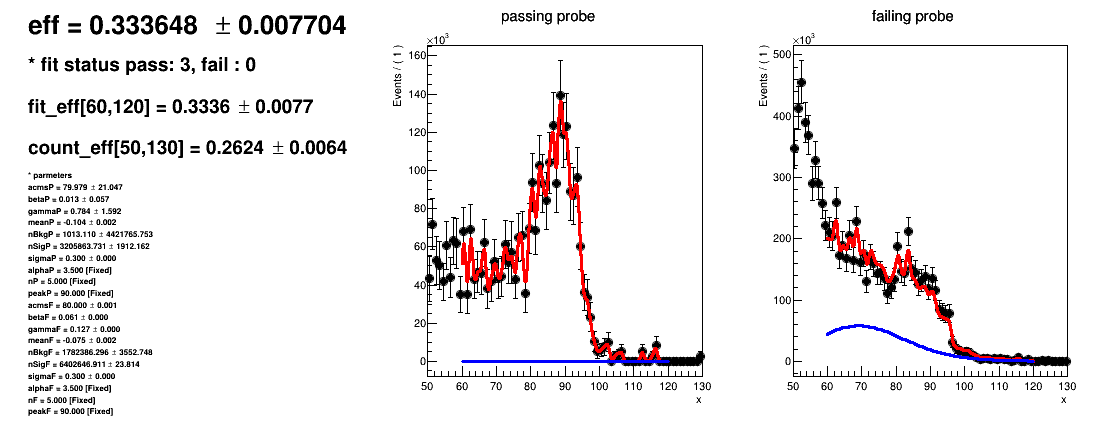 eff = 0.333648 ± 0.007704
* fit status pass: 3, fail : 0
fit_eff[60,120] = 0.3336 ± 0.0077
count_eff[50,130] = 0.2624 ± 0.0064
* parmeters
acmsP = 79.979 ± 21.047
betaP = 0.013 ± 0.057
gammaP = 0.784 ± 1.592
meanP = -0.104 ± 0.002
nBkgP = 1013.110 ± 4421765.753
nSigP = 3205863.731 ± 1912.162
sigmaP = 0.300 ± 0.000
alphaP = 3.500 [Fixed]
nP = 5.000 [Fixed]
peakP = 90.000 [Fixed]
acmsF = 80.000 ± 0.001
betaF = 0.061 ± 0.000
gammaF = 0.127 ± 0.000
meanF = -0.075 ± 0.002
nBkgF = 1782386.296 ± 3552.748
nSigF = 6402646.911 ± 23.814
sigmaF = 0.300 ± 0.000
alphaF = 3.500 [Fixed]
nF = 5.000 [Fixed]
peakF = 90.000 [Fixed]
passing probe
×10³
Events / ( 1 )
160
140
120
100
80
60
40
20
0
50 60 70 80 90 100 110 120 130
x
failing probe
×10³
Events / ( 1 )
500
400
300
200
100
0
50 60 70 80 90 100 110 120 130
x